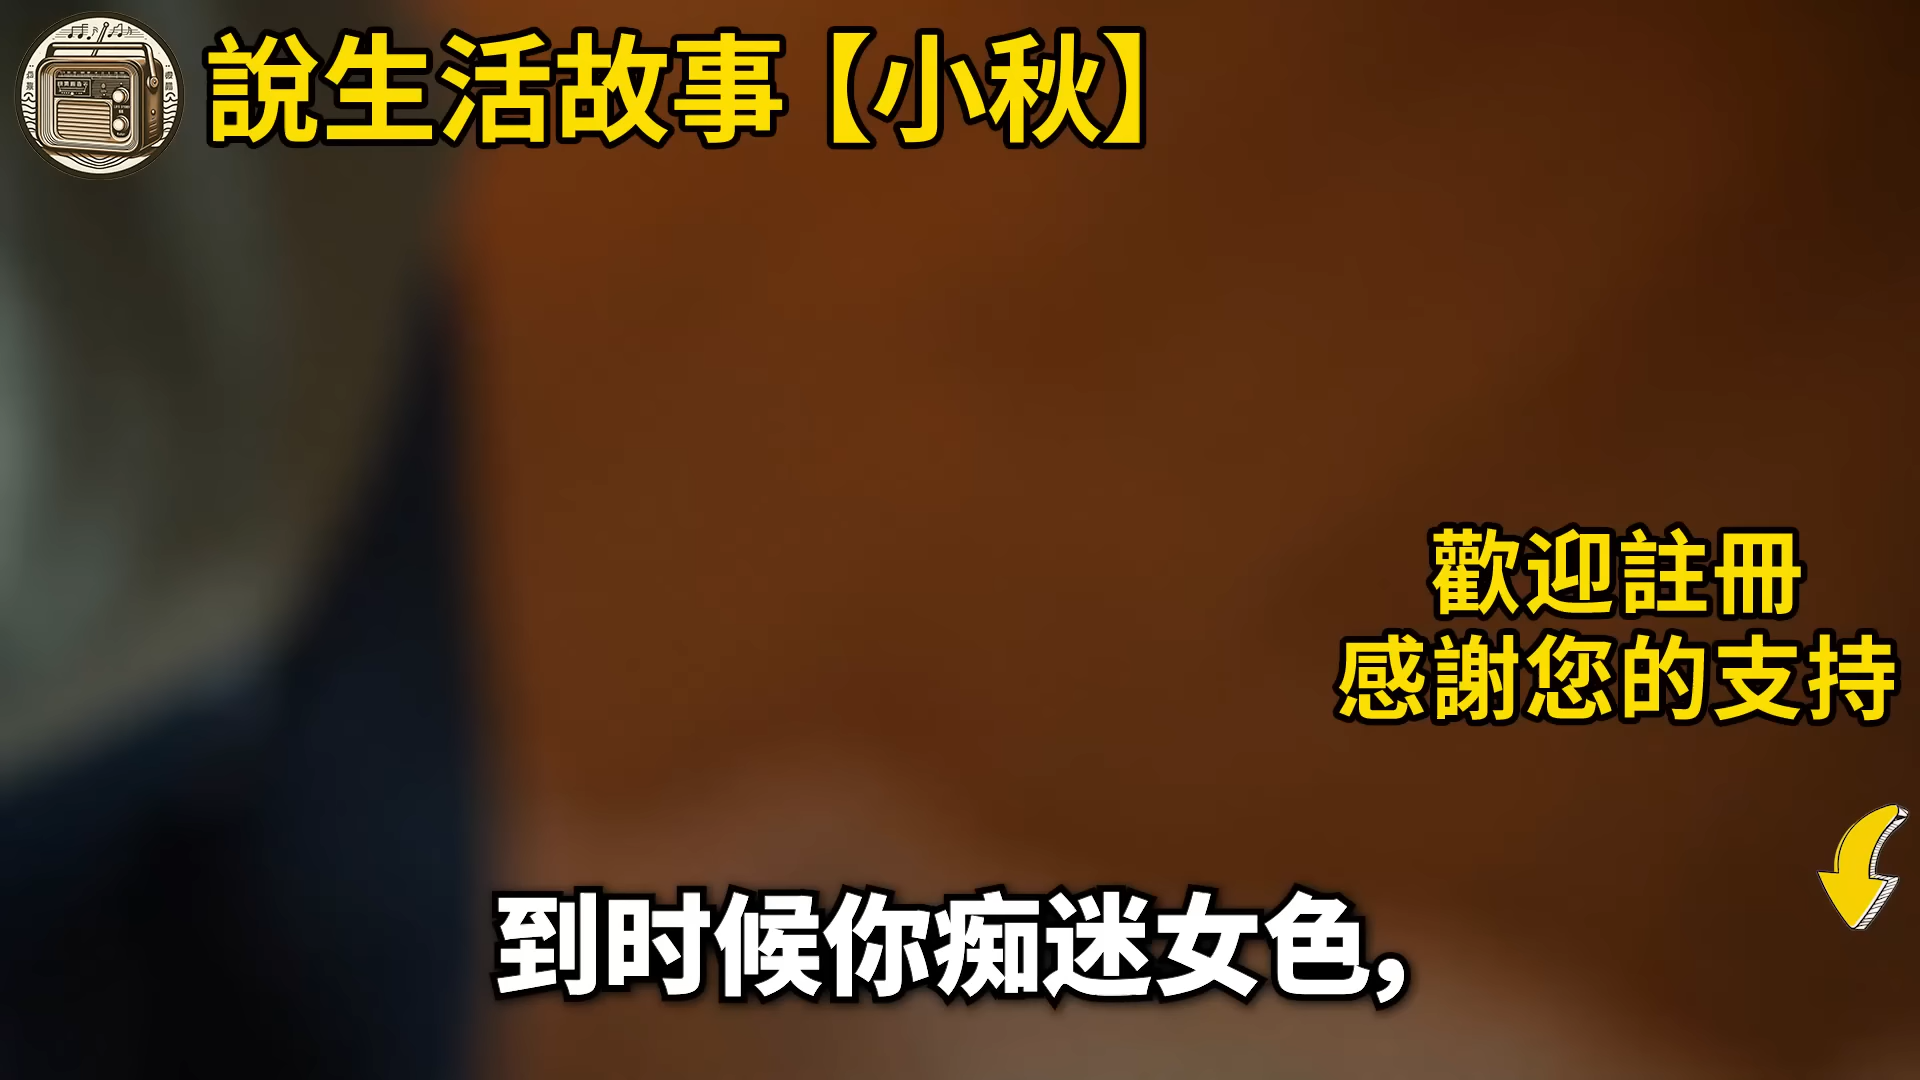 說生活故事【小秋】
歡迎註冊
感謝您的支持
到时候你痴迷女色,